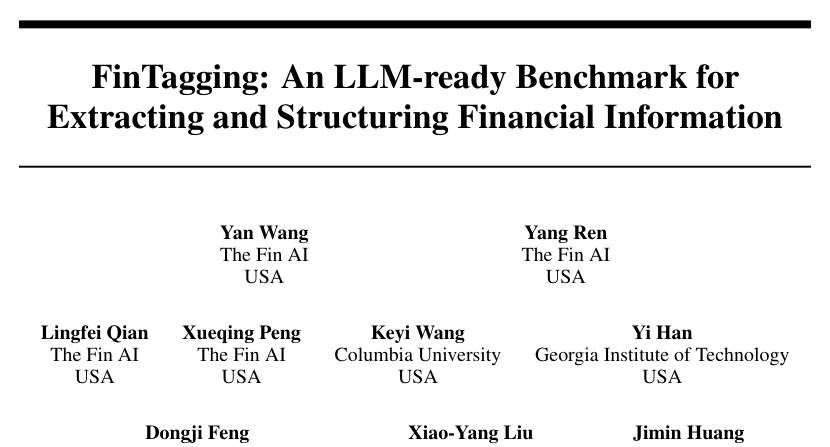 FinTagging: An LLM-ready Benchmark for
Extracting and Structuring Financial Information
Yan Wang Yang Ren
The Fin AI The Fin AI
USA USA
Lingfei Qian Xueqing Peng Keyi Wang Yi Han
The Fin AI The Fin AI Columbia University Georgia Institute of Technology
USA USA USA USA
Dongji Feng Xiao-Yang Liu Jimin Huang